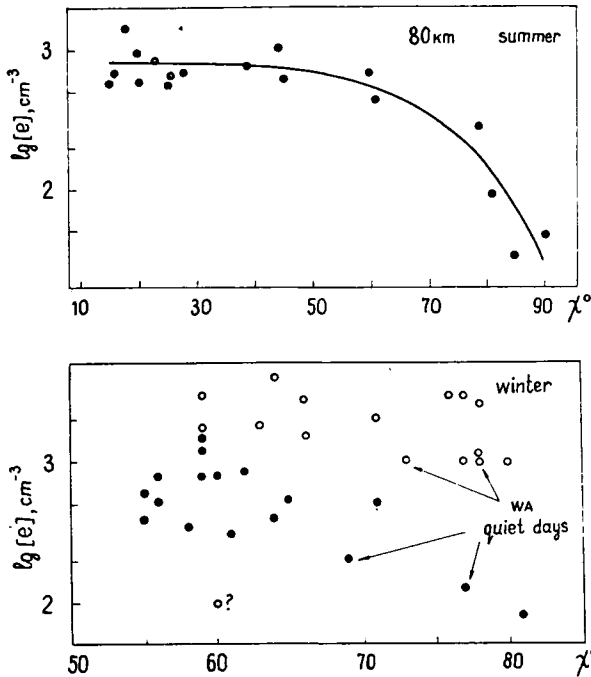 80км summer
lg[e], cm⁻³
3
2
10 30 50 70 90 χ°
winter
lg[e], cm⁻³
3
2
WA
quiet days
?
50 60 70 80 χ°